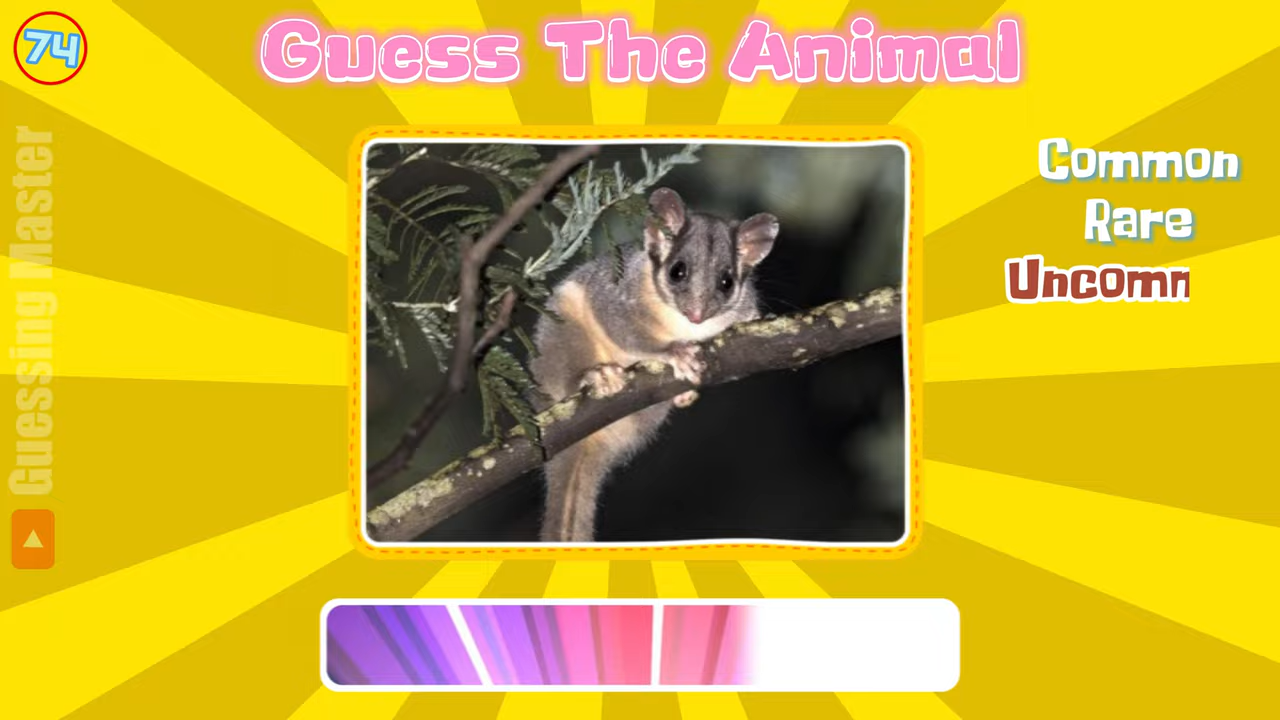 74
Guess The Animal
Guessing Master
Common
Rare
Uncomn